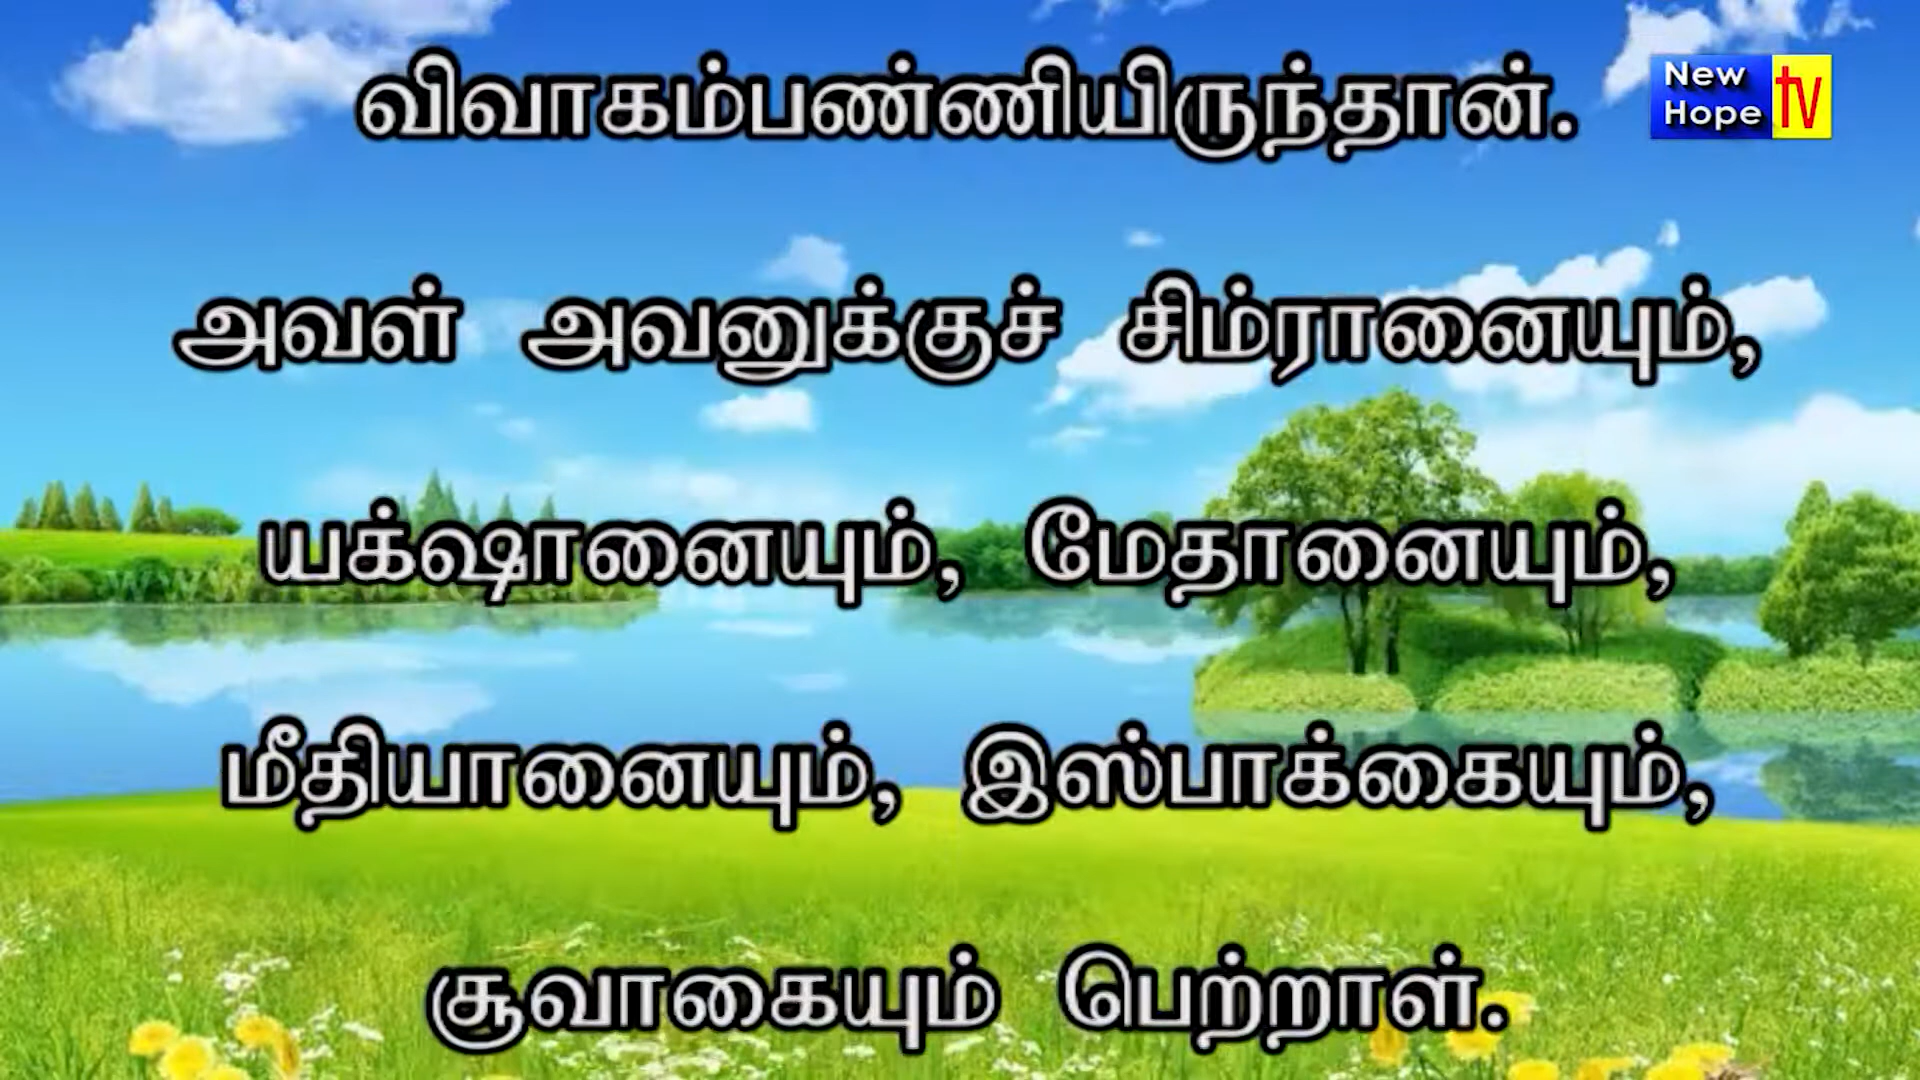 விவாகம்பண்ணியிருந்தான்.
New Hope tv
அவள் அவனுக்குச் சிம்ரானையும்,
யக்ஷானையும், மேதானையும்,
மீதியானையும், இஸ்பாக்கையும்,
சூவாகையும் பெற்றாள்.